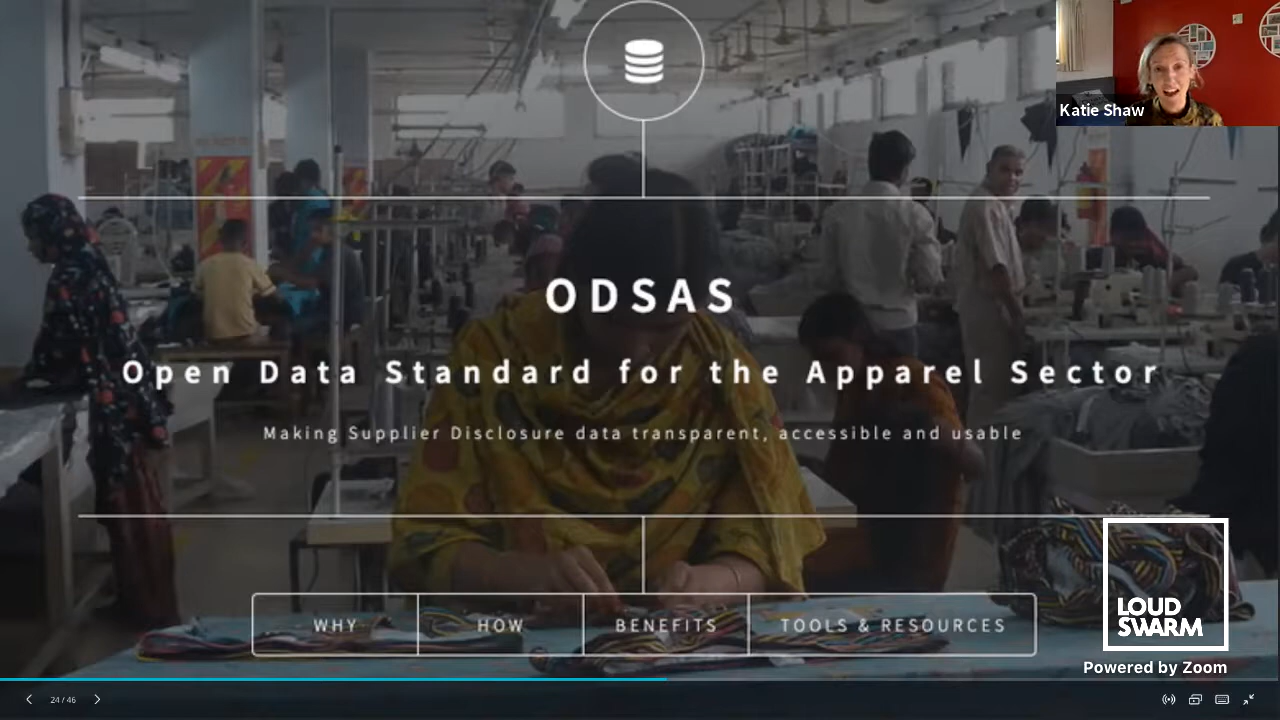 Katie Shaw
ODSAS
Open Data Standard for the Apparel Sector
Making Supplier Disclosure data transparent, accessible and usable
WHY
HOW
BENEFITS
TOOLS & RESOURCES
LOUD
SWARM
Powered by Zoom
24 / 46